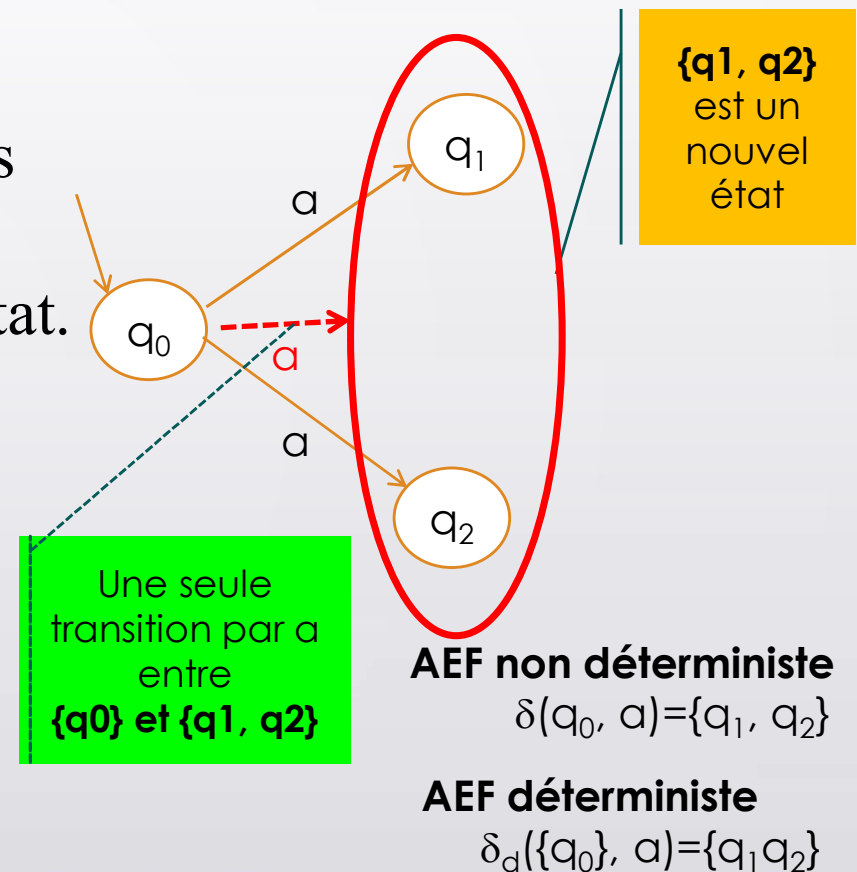 {q1, q2}
est un
nouvel
état
s
tat.
q₁
a
q₀
a
a
q₂
Une seule
transition par a
entre
{q0} et {q1, q2}
AEF non déterministe
δ(q₀, a)={q₁, q₂}
AEF déterministe
δd({q₀}, a)={q₁q₂}